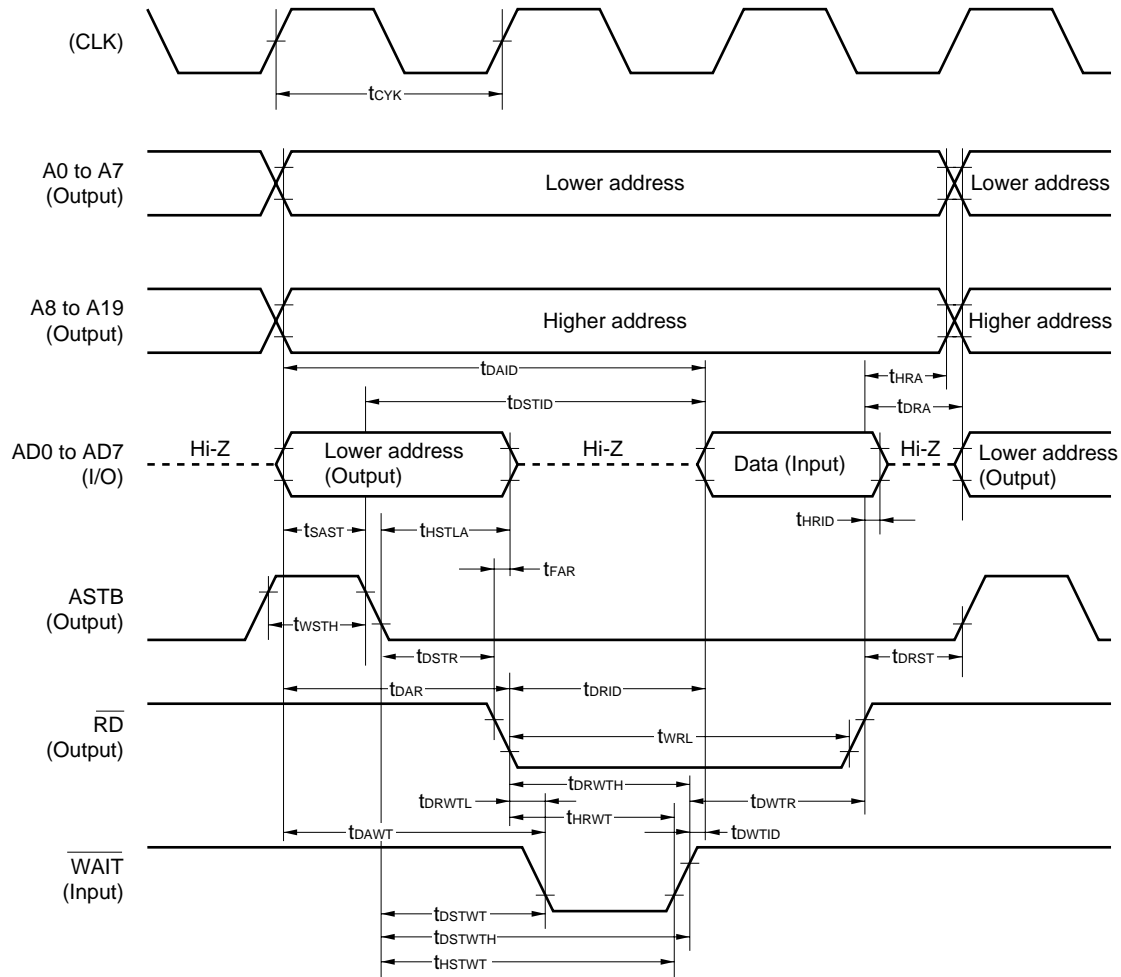 (CLK)
tCYK
A0 to A7
(Output)
Lower address
Lower address
A8 to A19
(Output)
Higher address
Higher address
tDAID
tHRA
tDSTID
tDRA
AD0 to AD7
(I/O)
Hi-Z
Lower address
(Output)
Hi-Z
Data (Input)
Hi-Z
Lower address
(Output)
tSAST
tHSTLA
tHRID
tFAR
ASTB
(Output)
tWSTH
tDSTR
tDRST
tDAR
tDRID
RD
(Output)
tWRL
tDRWTH
tDRWTL
tDWTR
tHRWT
tDAWT
tDWTID
WAIT
(Input)
tDSTWT
tDSTWTH
tHSTWT